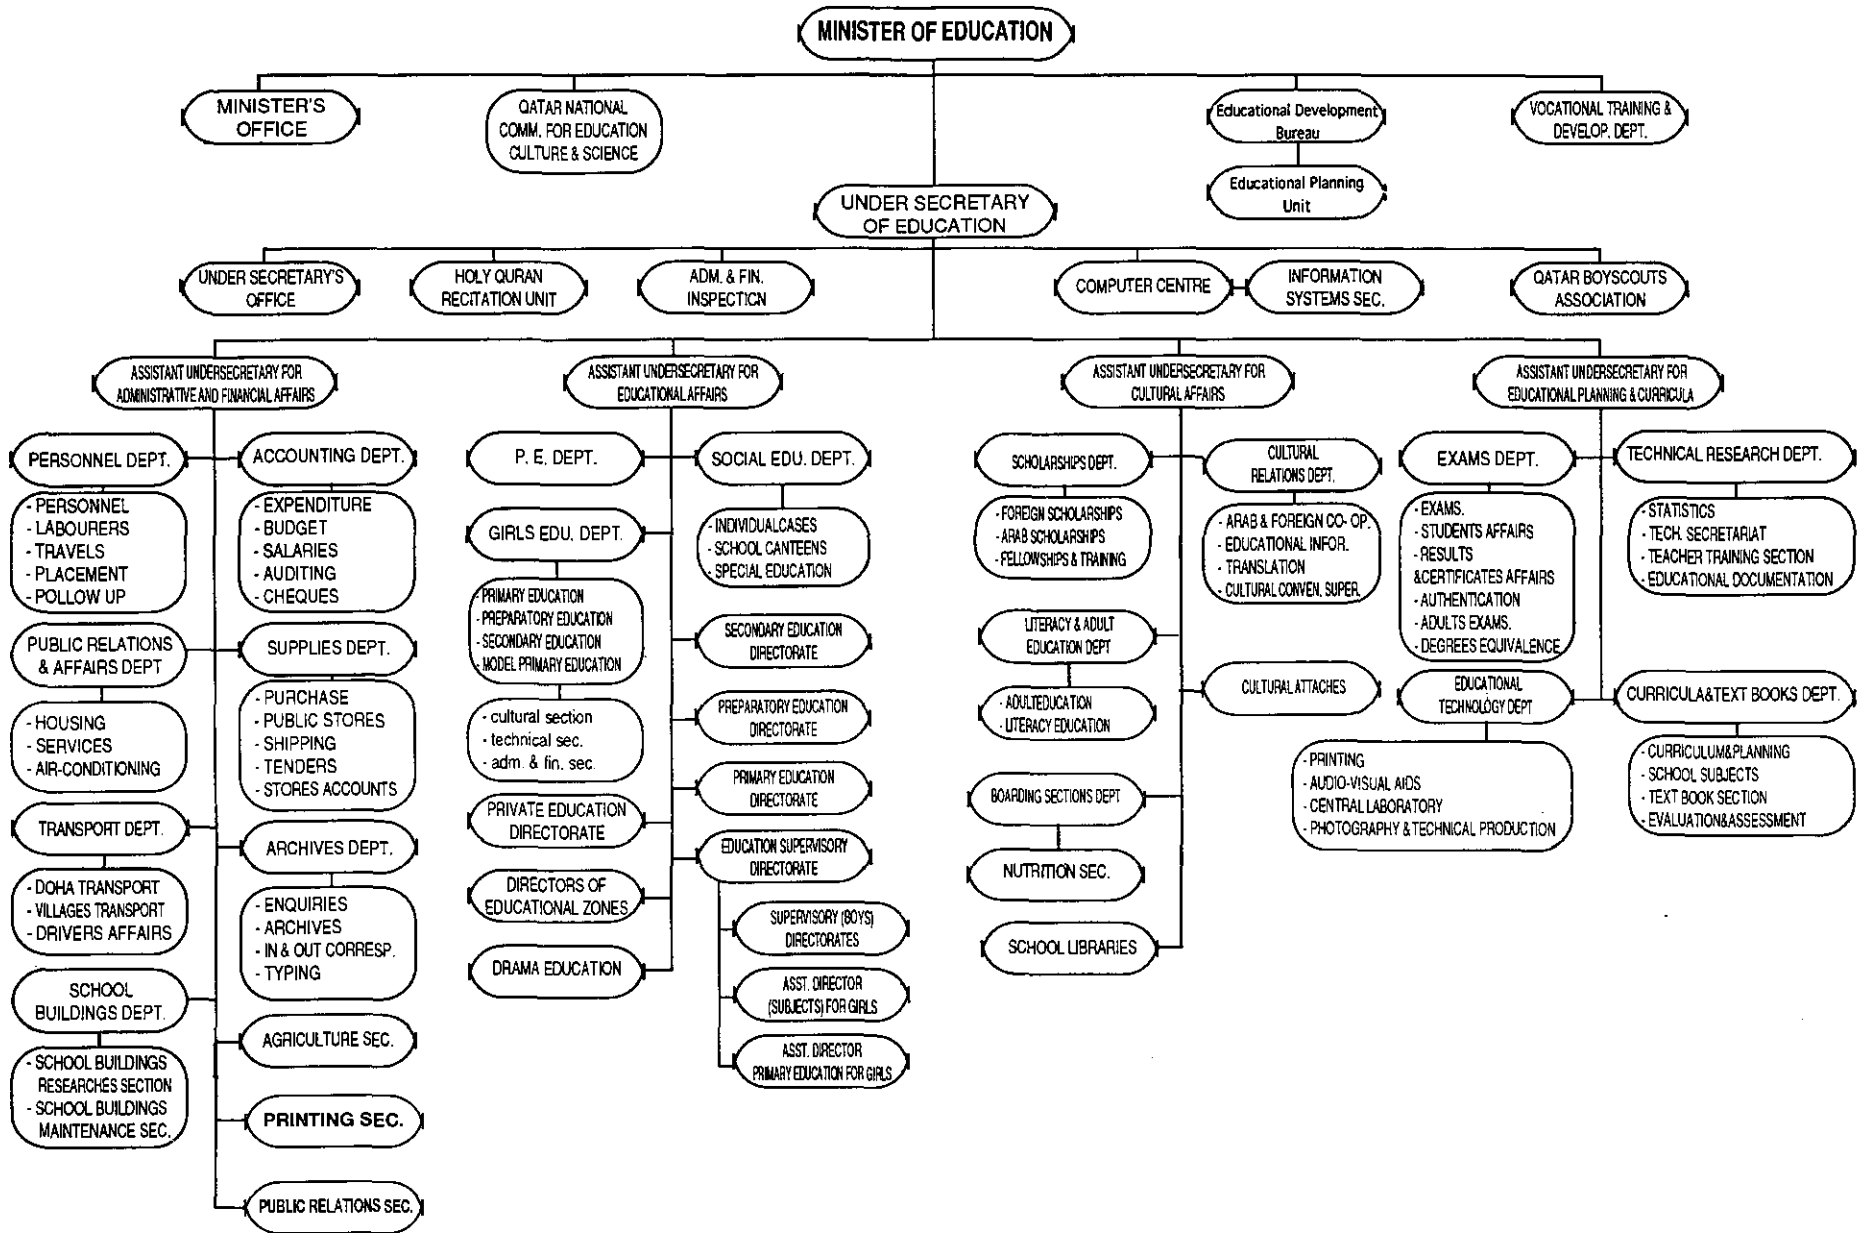 MINISTER OF EDUCATION
MINISTER'S
OFFICE
QATAR NATIONAL
COMM. FOR EDUCATION
CULTURE & SCIENCE
Educational Development
Bureau
VOCATIONAL TRAINING &
DEVELOP. DEPT.
Educational Planning
Unit
UNDER SECRETARY
OF EDUCATION
UNDER SECRETARY'S
OFFICE
HOLY QURAN
RECITATION UNIT
ADM. & FIN.
INSPECTION
COMPUTER CENTRE
INFORMATION
SYSTEMS SEC.
QATAR BOYSCOUTS
ASSOCIATION
ASSISTANT UNDERSECRETARY FOR
ADMINISTRATIVE AND FINANCIAL AFFAIRS
ASSISTANT UNDERSECRETARY FOR
EDUCATIONAL AFFAIRS
ASSISTANT UNDERSECRETARY FOR
CULTURAL AFFAIRS
ASSISTANT UNDERSECRETARY FOR
EDUCATIONAL PLANNING & CURRICULA
PERSONNEL DEPT.
- PERSONNEL
- LABOURERS
- TRAVELS
- PLACEMENT
- POLLOW UP
PUBLIC RELATIONS
& AFFAIRS DEPT
- HOUSING
- SERVICES
- AIR-CONDITIONING
TRANSPORT DEPT.
- DOHA TRANSPORT
- VILLAGES TRANSPORT
- DRIVERS AFFAIRS
SCHOOL
BUILDINGS DEPT.
- SCHOOL BUILDINGS
RESEARCHES SECTION
- SCHOOL BUILDINGS
MAINTENANCE SEC.
ACCOUNTING DEPT.
- EXPENDITURE
- BUDGET
- SALARIES
- AUDITING
- CHEQUES
SUPPLIES DEPT.
- PURCHASE
- PUBLIC STORES
- SHIPPING
- TENDERS
- STORES ACCOUNTS
ARCHIVES DEPT.
- ENQUIRIES
- ARCHIVES
- IN & OUT CORRESP.
- TYPING
AGRICULTURE SEC.
PRINTING SEC.
PUBLIC RELATIONS SEC.
P. E. DEPT.
GIRLS EDU. DEPT.
- PRIMARY EDUCATION
- PREPARATORY EDUCATION
- SECONDARY EDUCATION
- MODEL PRIMARY EDUCATION
- cultural section
- technical sec.
- adm. & fin. sec.
PRIVATE EDUCATION
DIRECTORATE
DIRECTORS OF
EDUCATIONAL ZONES
DRAMA EDUCATION
SOCIAL EDU. DEPT.
- INDIVIDUAL CASES
- SCHOOL CANTEENS
- SPECIAL EDUCATION
SECONDARY EDUCATION
DIRECTORATE
PREPARATORY EDUCATION
DIRECTORATE
PRIMARY EDUCATION
DIRECTORATE
EDUCATION SUPERVISORY
DIRECTORATE
SUPERVISORY (BOYS)
DIRECTORATES
ASST. DIRECTOR
(SUBJECTS) FOR GIRLS
ASST. DIRECTOR
PRIMARY EDUCATION FOR GIRLS
SCHOLARSHIPS DEPT.
- FOREIGN SCHOLARSHIPS
- ARAB SCHOLARSHIPS
- FELLOWSHIPS & TRAINING
LITERACY & ADULT
EDUCATION DEPT
- ADULT EDUCATION
- LITERACY EDUCATION
BOARDING SECTIONS DEPT
NUTRITION SEC.
SCHOOL LIBRARIES
CULTURAL
RELATIONS DEPT.
- ARAB & FOREIGN CO- OP.
- EDUCATIONAL INFOR.
- TRANSLATION
- CULTURAL CONVEN. SUPER.
CULTURAL ATTACHES
EXAMS DEPT.
- EXAMS.
- STUDENTS AFFAIRS
- RESULTS
&CERTIFICATES AFFAIRS
- AUTHENTICATION
- ADULTS EXAMS.
- DEGREES EQUIVALENCE
EDUCATIONAL
TECHNOLOGY DEPT
- PRINTING
- AUDIO-VISUAL AIDS
- CENTRAL LABORATORY
- PHOTOGRAPHY & TECHNICAL PRODUCTION
TECHNICAL RESEARCH DEPT.
- STATISTICS
- TECH. SECRETARIAT
- TEACHER TRAINING SECTION
- EDUCATIONAL DOCUMENTATION
CURRICULA&TEXT BOOKS DEPT.
- CURRICULUM&PLANNING
- SCHOOL SUBJECTS
- TEXT BOOK SECTION
- EVALUATION&ASSESSMENT